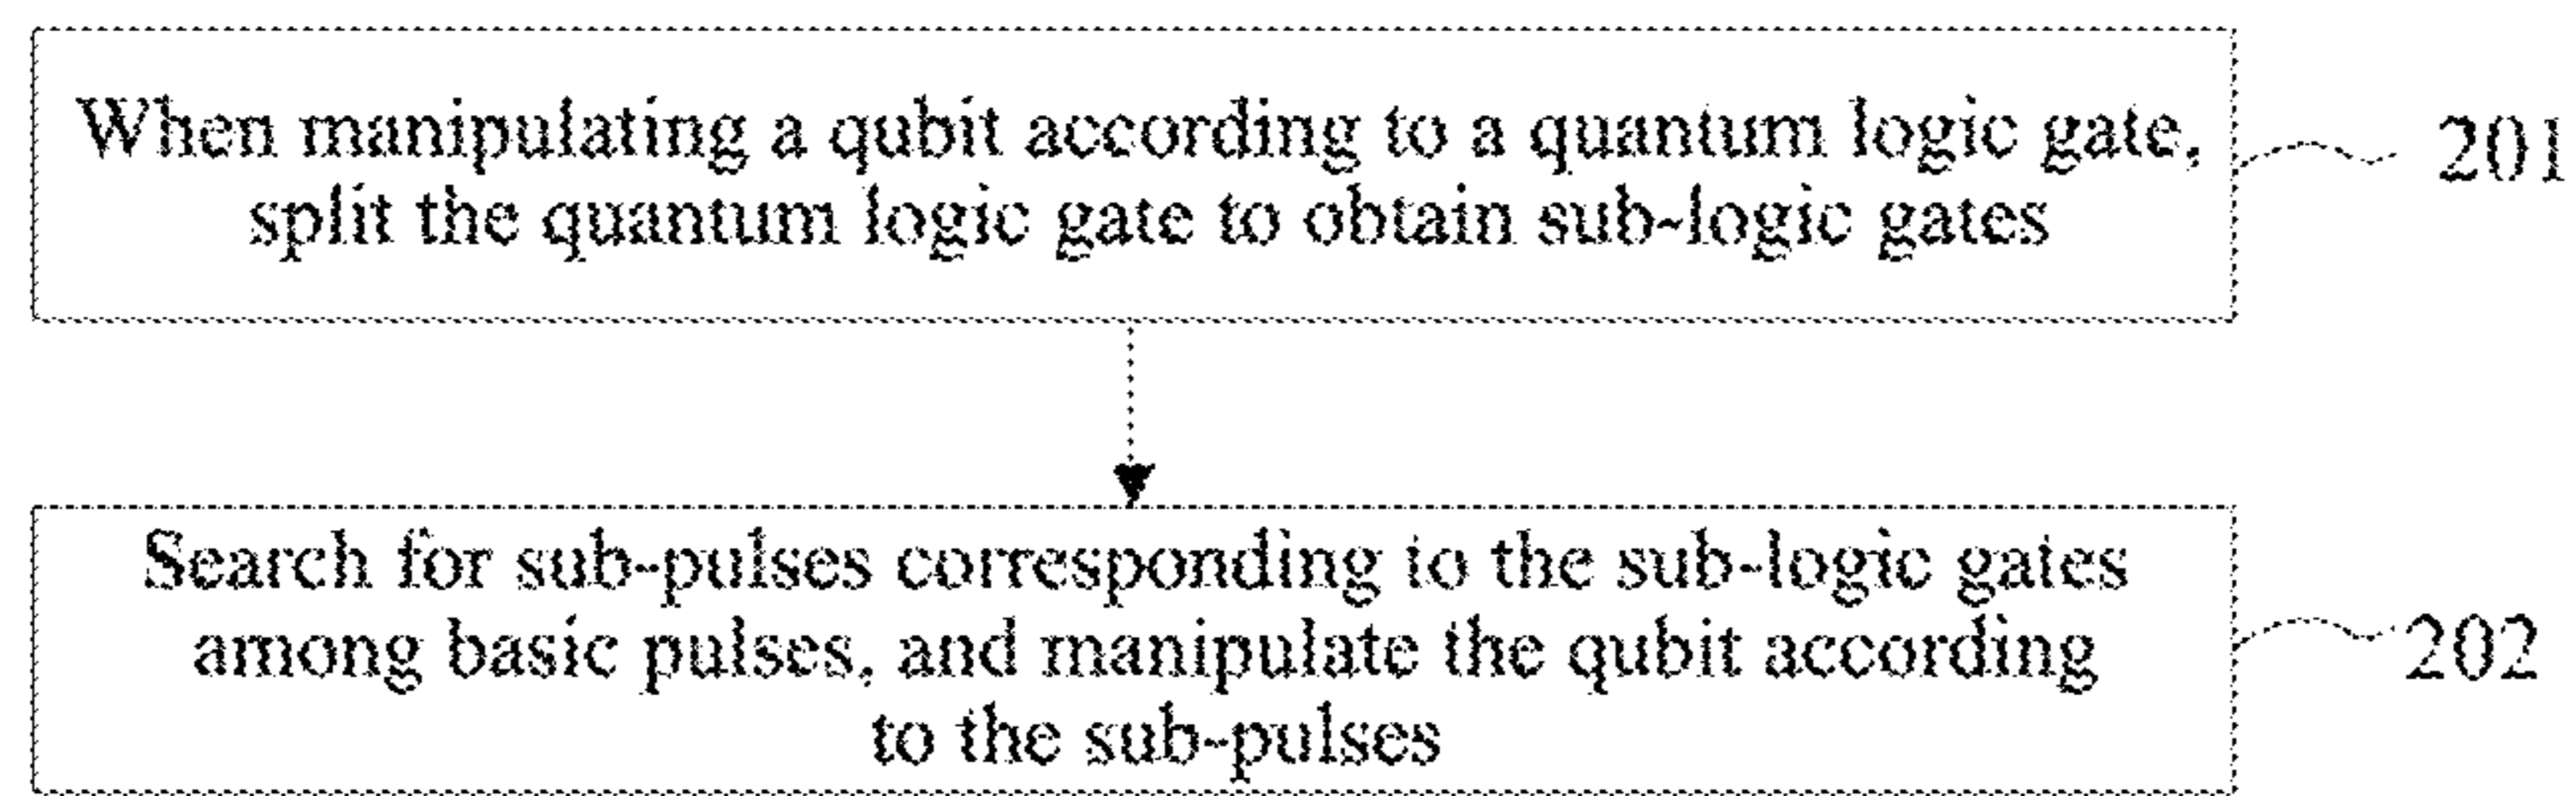 When manipulating a qubit according to a quantum logic gate,
split the quantum logic gate to obtain sub-logic gates
201
Search for sub-pulses corresponding to the sub-logic gates
among basic pulses, and manipulate the qubit according
to the sub-pulses
202